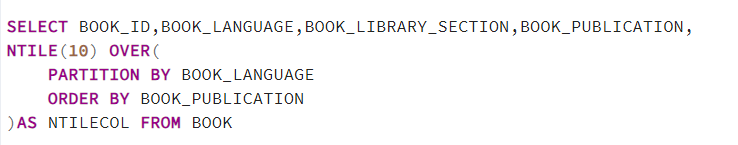 SELECT BOOK_ID,BOOK_LANGUAGE,BOOK_LIBRARY_SECTION,BOOK_PUBLICATION,
NTILE(10) OVER(
    PARTITION BY BOOK_LANGUAGE
    ORDER BY BOOK_PUBLICATION
)AS NTILECOL FROM BOOK